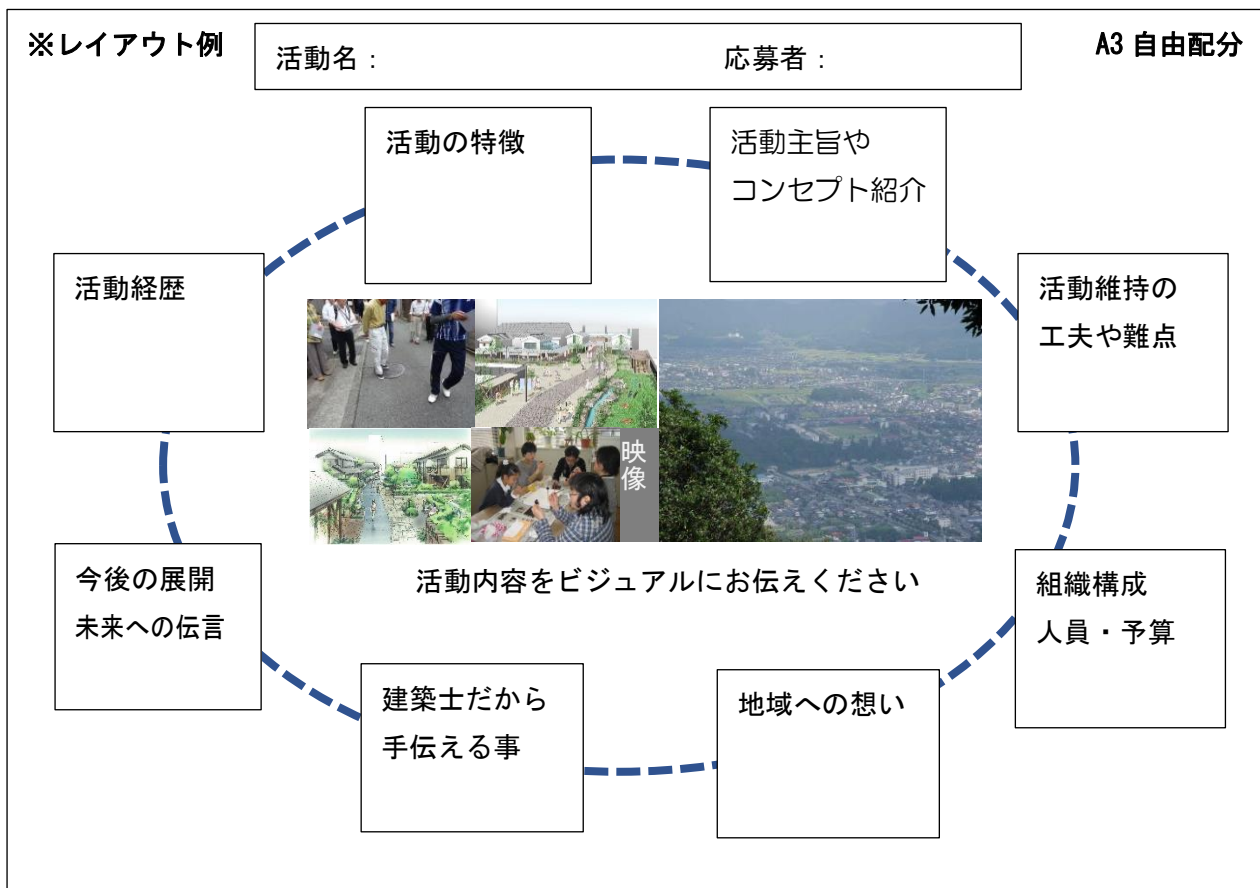 ※レイアウト例
活動名： 応募者：
A3 自由配分
活動の特徴
活動主旨や
コンセプト紹介
活動経歴
活動維持の
工夫や難点
映像
活動内容をビジュアルにお伝えください
今後の展開
未来への伝言
組織構成
人員・予算
建築士だから
手伝える事
地域への想い